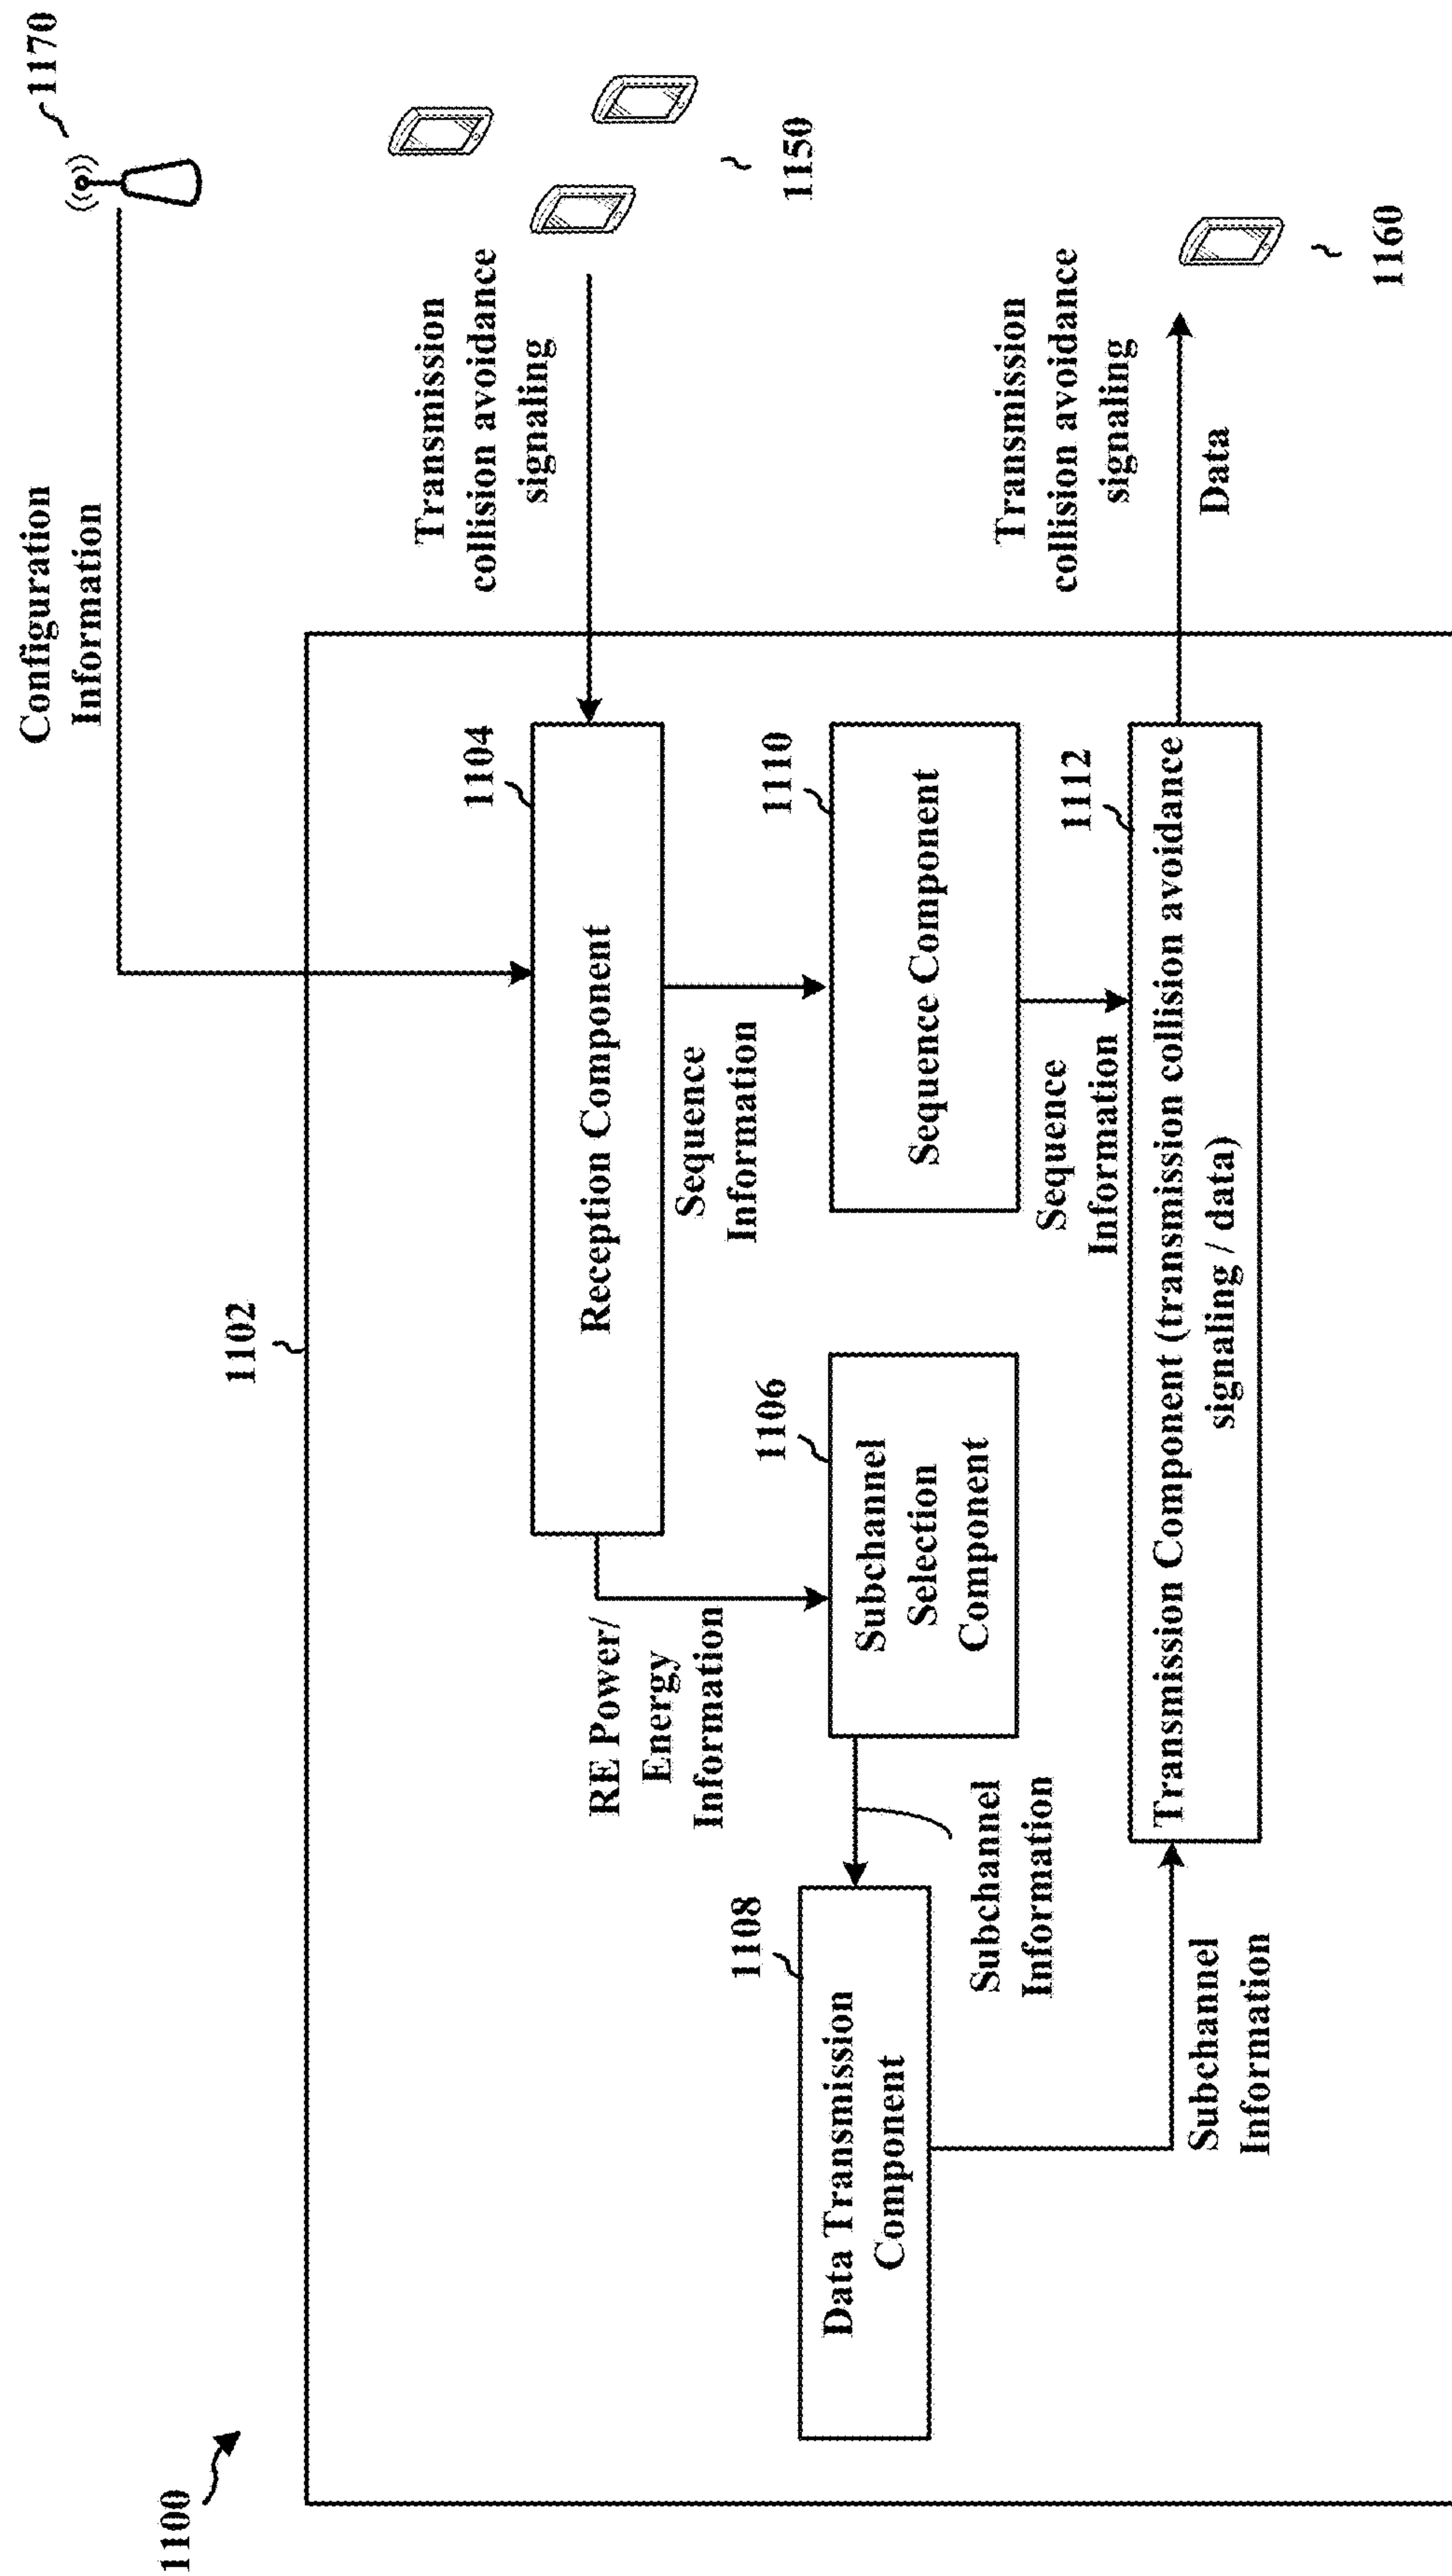 1100
1102
Configuration
Information
1170
1104
Reception Component
Transmission
collision avoidance
signaling
1150
RE Power/
Energy
Information
Sequence
Information
1106
Subchannel
Selection
Component
1110
Sequence Component
1108
Data Transmission
Component
Subchannel
Information
Sequence
Information
1112
Transmission Component (transmission collision avoidance
signaling / data)
Subchannel
Information
Transmission
collision avoidance
signaling
Data
1160